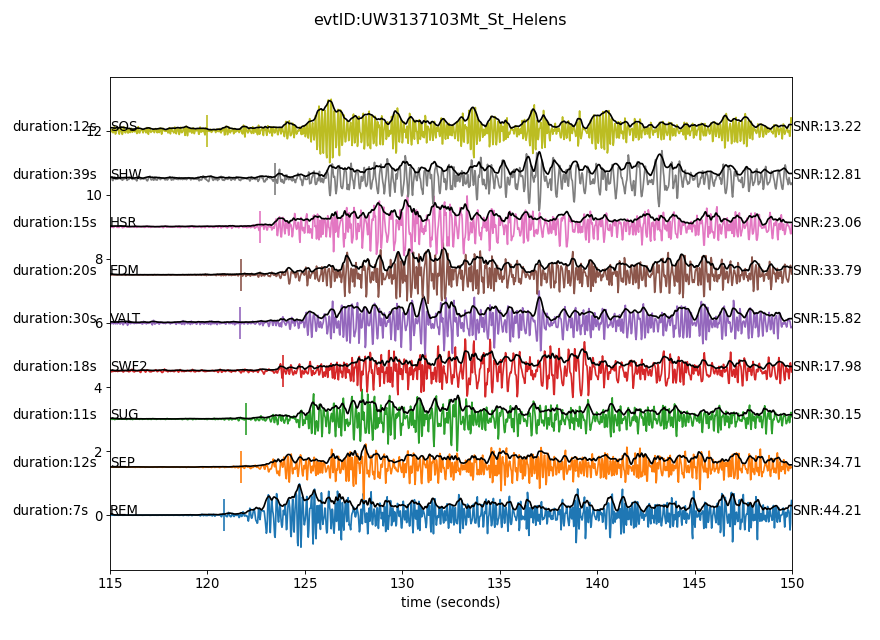 evtID:UW3137103Mt_St_Helens
duration:12s 12 SOS SNR:13.22
duration:39s SHW SNR:12.81
10
duration:15s HSR SNR:23.06
8
duration:20s EDM SNR:33.79
duration:30s 6 VALT SNR:15.82
duration:18s SWF2 SNR:17.98
4
duration:11s SUG SNR:30.15
2
duration:12s SEP SNR:34.71
duration:7s 0 REM SNR:44.21
115 120 125 130 135 140 145 150
time (seconds)